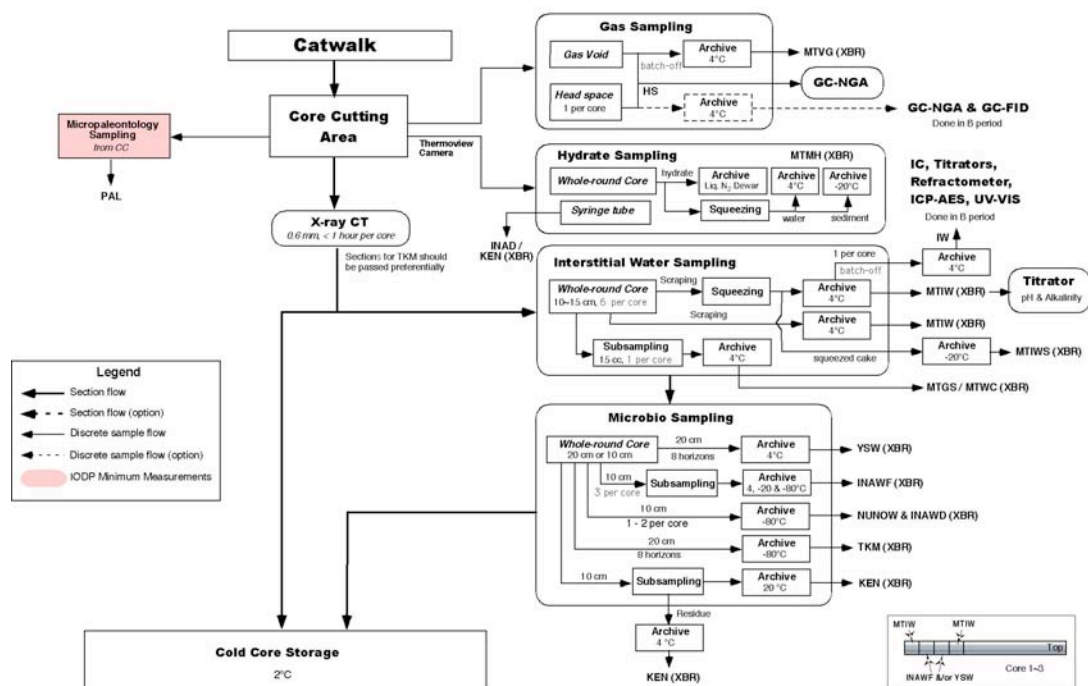 Catwalk
Core Cutting
Area
Thermoview
Camera
Micropaleontology
Sampling
from CC
PAL
X-ray CT
0.6 mm, < 1 hour per core
Sections for TKM should
be passed preferentially
Gas Sampling
Gas Void
batch-off
Archive
4°C
MTVG (XBR)
GC-NGA
Head space
1 per core
HS
Archive
4°C
GC-NGA & GC-FID
Done in B period
Hydrate Sampling
MTMH (XBR)
Whole-round Core
hydrate
Archive
Liq. N2 Dewar
Archive
4°C
Archive
-20°C
Squeezing
water
sediment
Syringe tube
INAD /
KEN (XBR)
IC, Titrators,
Refractometer,
ICP-AES, UV-VIS
Done in B period
IW
Interstitial Water Sampling
1 per core
batch-off
Archive
4°C
Whole-round Core
10~15 cm, 6 per core
Scraping
Squeezing
Archive
4°C
MTIW (XBR)
Titrator
pH & Alkalinity
Scraping
Archive
4°C
MTIW (XBR)
Subsampling
15 cc, 1 per core
Archive
4°C
squeezed cake
Archive
-20°C
MTIWS (XBR)
MTGS / MTWC (XBR)
Microbio Sampling
Whole-round Core
20 cm or 10 cm
20 cm
8 horizons
Archive
4°C
YSW (XBR)
10 cm
3 per core
Subsampling
Archive
4, -20 & -80°C
INAWF (XBR)
10 cm
1 - 2 per core
Archive
-80°C
NUNOW & INAWD (XBR)
20 cm
8 horizons
Archive
-80°C
TKM (XBR)
10 cm
Subsampling
Archive
20 °C
KEN (XBR)
Residue
Archive
4 °C
KEN (XBR)
Legend
Section flow
Section flow (option)
Discrete sample flow
Discrete sample flow (option)
IODP Minimum Measurements
Cold Core Storage
2°C
MTIW
MTIW
Top
Core 1~3
INAWF &/or YSW